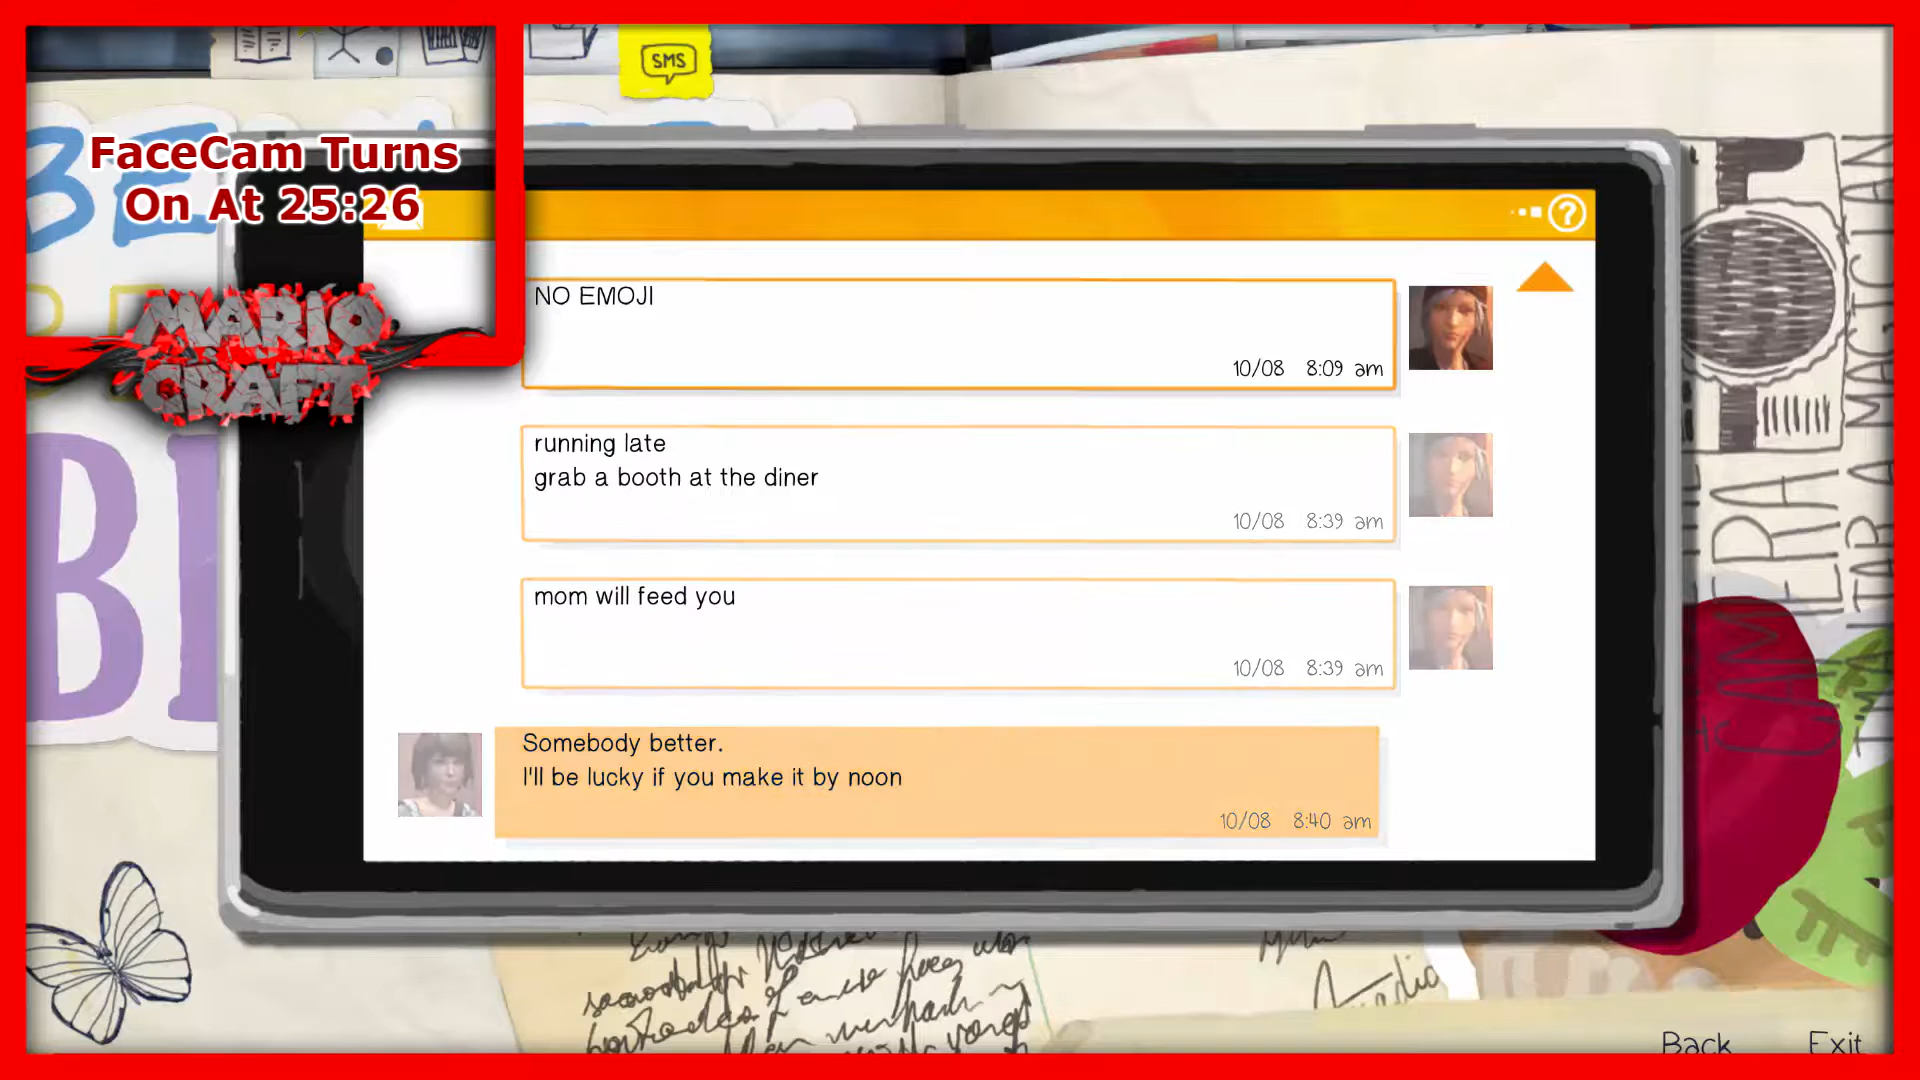 SMS
FaceCam Turns
On At 25:26
MARIO
CRAFT
?
NO EMOJI
10/08 8:09 am
running late
grab a booth at the diner
10/08 8:39 am
mom will feed you
10/08 8:39 am
Somebody better.
I'll be lucky if you make it by noon
10/08 8:40 am
CAMERA
MAGICIAN
Back
Exit